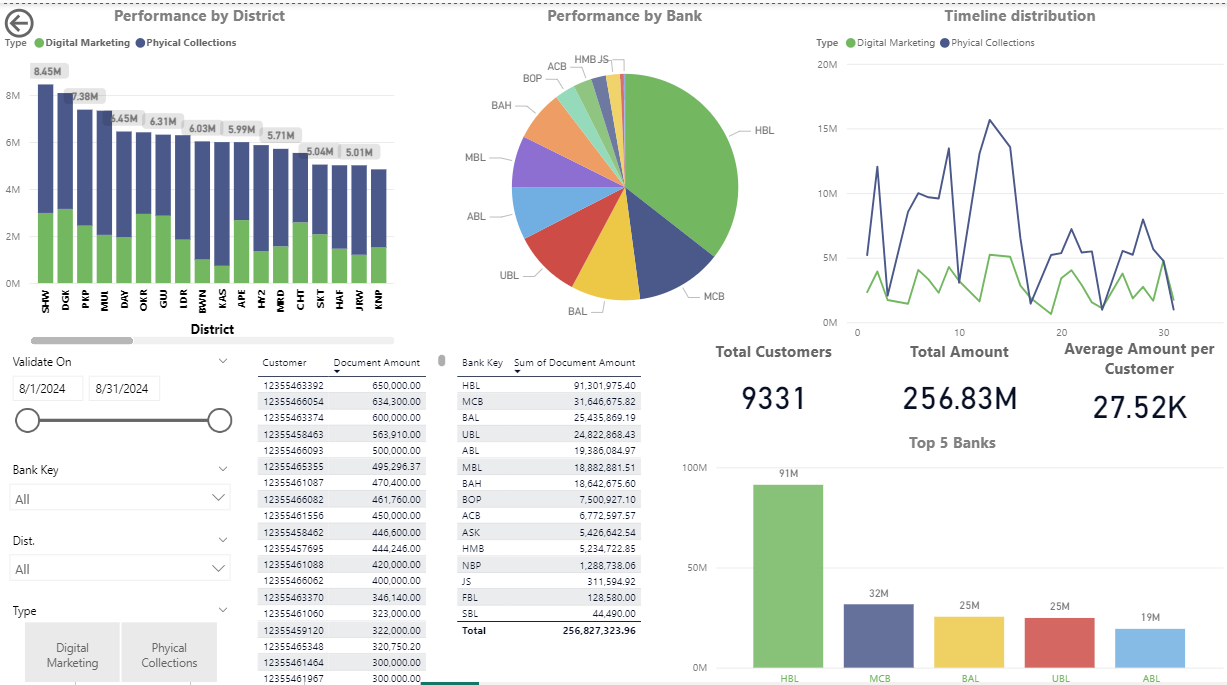 Performance by District
Type Digital Marketing Phyical Collections
8.45M
7.38M
6.45M
6.31M
6.03M
5.99M
5.71M
5.04M
5.01M
8M
6M
4M
2M
0M
SHW DGK PKP MUL DAY OKR GUJ LDR BWN KAS APE HYZ MRD CHT SKT HAF JRW KNP
District
Performance by Bank
HBL
MCB
BAL
UBL
ABL
MBL
BAH
BOP
ACB
HMB
JS
Timeline distribution
Type Digital Marketing Phyical Collections
20M
15M
10M
5M
0M
0 10 20 30
Validate On
8/1/2024 8/31/2024
Bank Key
All
Dist.
All
Type
Digital Marketing
Phyical Collections
Customer Document Amount
12355463392 650,000.00
12355466054 634,300.00
12355463374 600,000.00
12355458463 563,910.00
12355466093 500,000.00
12355465355 495,296.37
12355461087 470,400.00
12355466082 461,760.00
12355461556 450,000.00
12355458462 446,600.00
12355457695 444,246.00
12355461088 420,000.00
12355466062 400,000.00
12355463370 346,140.00
12355461060 323,000.00
12355459120 322,000.00
12355465348 320,750.20
12355461464 300,000.00
12355461967 300,000.00
Bank Key Sum of Document Amount
HBL 91,301,975.40
MCB 31,646,675.82
BAL 25,435,869.19
UBL 24,822,868.43
ABL 19,386,084.97
MBL 18,882,881.51
BAH 18,642,675.60
BOP 7,500,927.10
ACB 6,772,597.57
ASK 5,426,642.54
HMB 5,234,722.85
NBP 1,288,738.06
JS 311,594.92
FBL 128,580.00
SBL 44,490.00
Total 256,827,323.96
Total Customers
9331
Total Amount
256.83M
Average Amount per
Customer
27.52K
Top 5 Banks
100M
50M
0M
91M
32M
25M
25M
19M
HBL MCB BAL UBL ABL